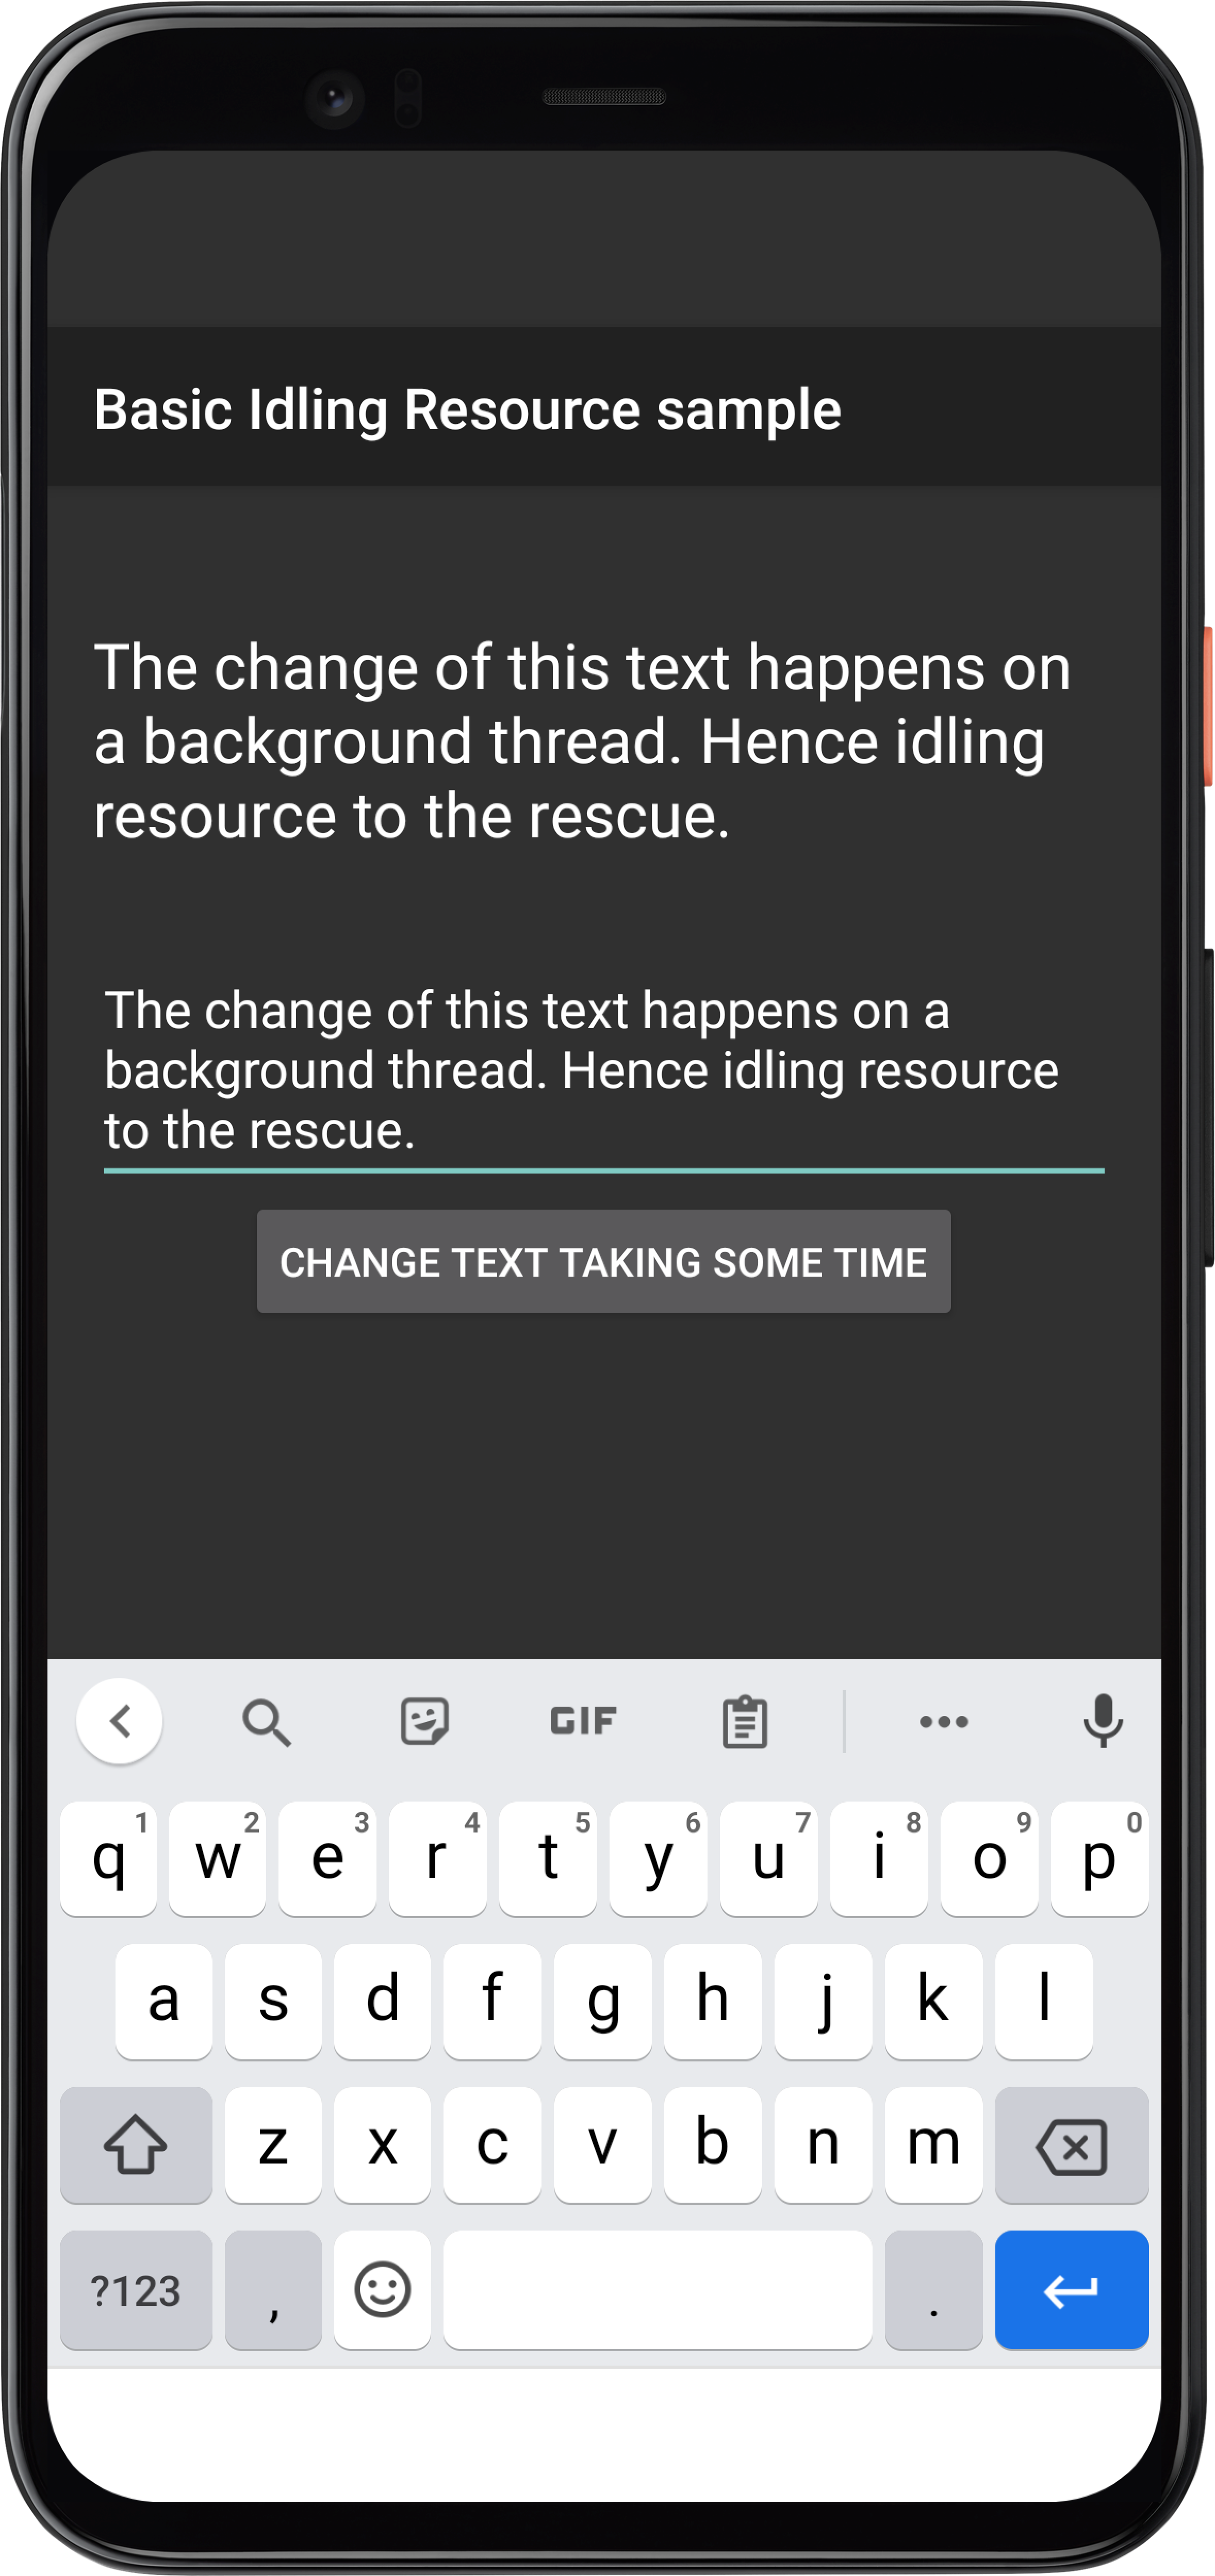 Basic Idling Resource sample
The change of this text happens on
a background thread. Hence idling
resource to the rescue.
The change of this text happens on a
background thread. Hence idling resource
to the rescue.
CHANGE TEXT TAKING SOME TIME
GIF
1 2 3 4 5 6 7 8 9 0
q w e r t y u i o p
a s d f g h j k l
z x c v b n m
?123 , .